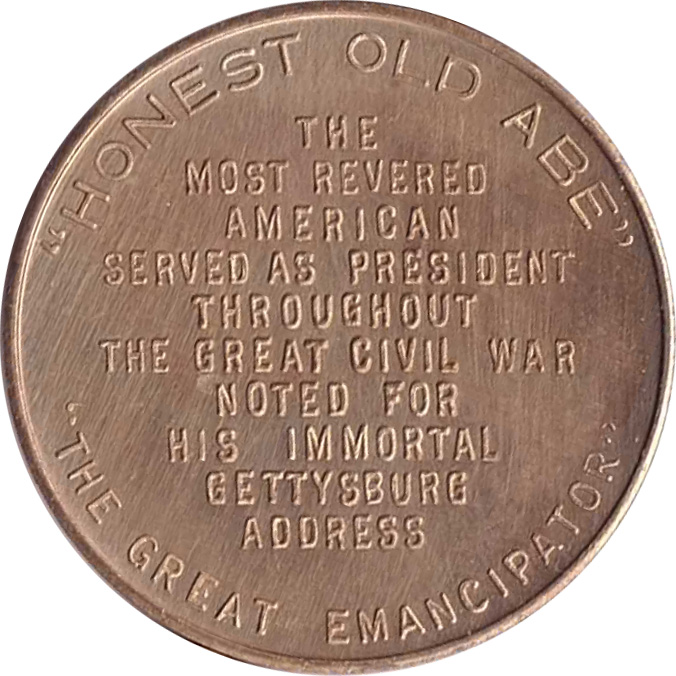 “HONEST OLD ABE”
THE
MOST REVERED
AMERICAN
SERVED AS PRESIDENT
THROUGHOUT
THE GREAT CIVIL WAR
NOTED FOR
HIS IMMORTAL
GETTYSBURG
ADDRESS
“THE GREAT EMANCIPATOR”